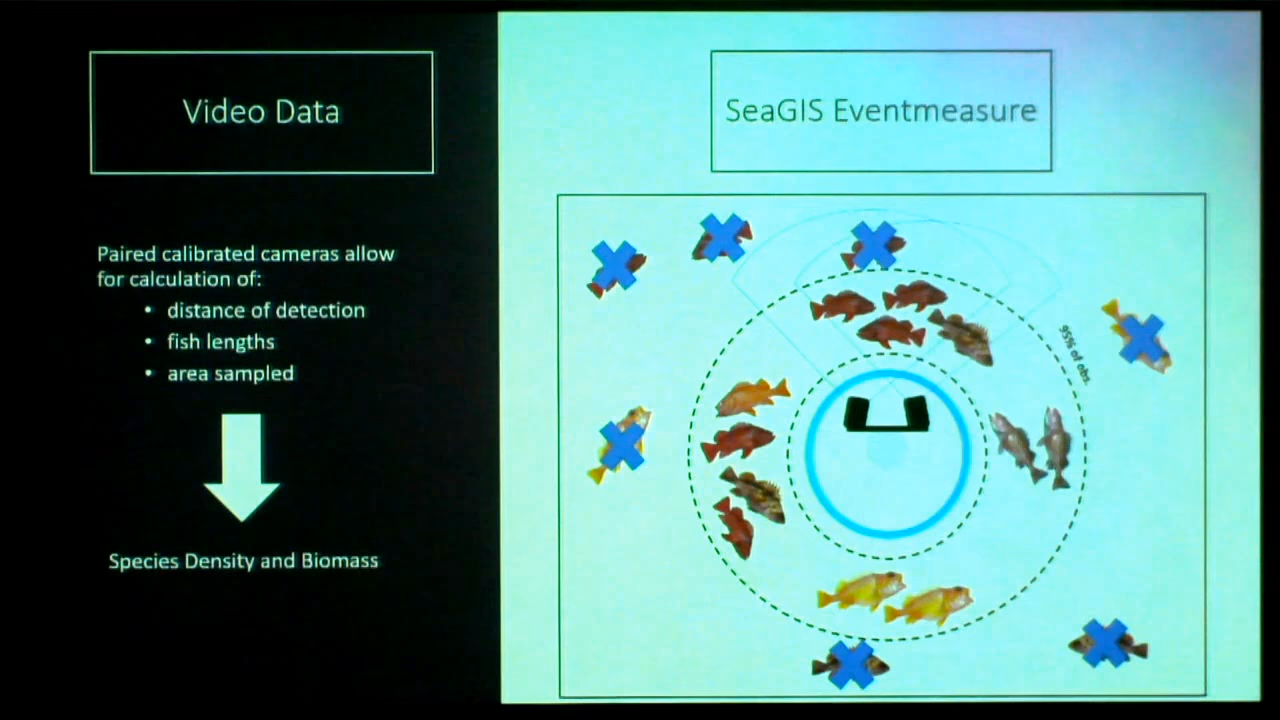 Video Data
Paired calibrated cameras allow
for calculation of:
• distance of detection
• fish lengths
• area sampled
Species Density and Biomass
SeaGIS Eventmeasure
95% of obs.